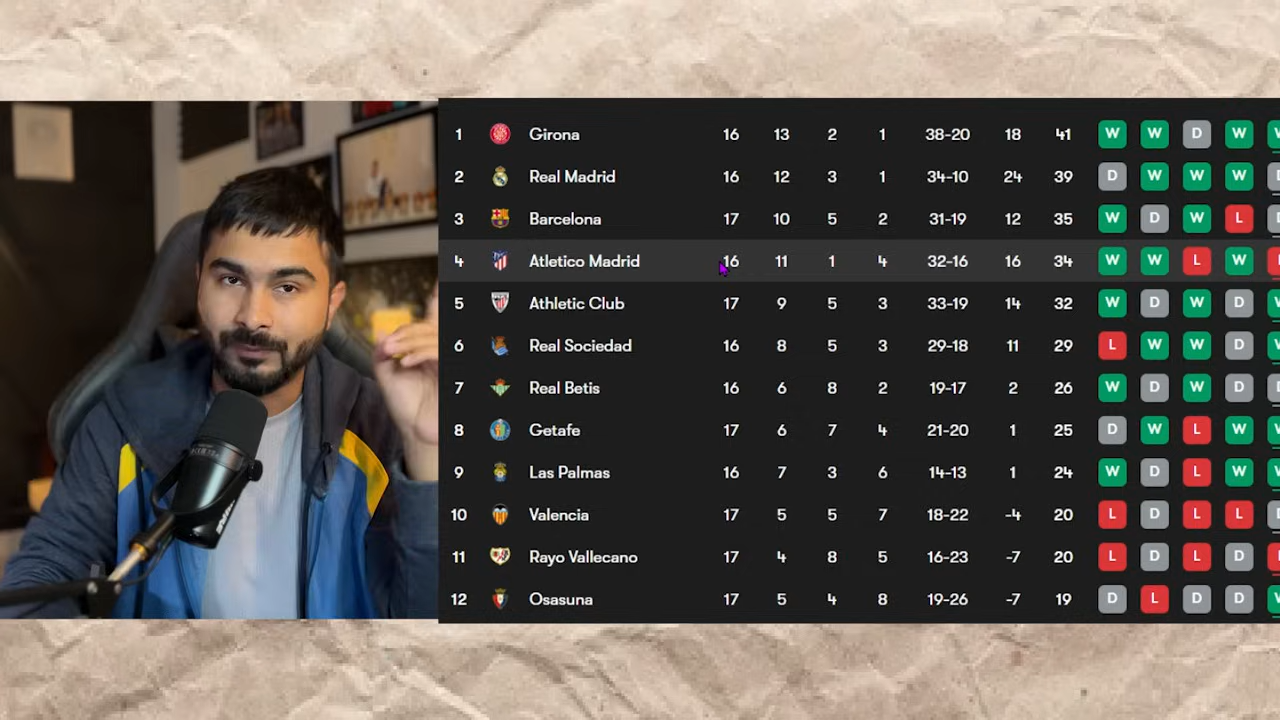 1 Girona 16 13 2 1 38-20 18 41 W W D W
2 Real Madrid 16 12 3 1 34-10 24 39 D W W W
3 Barcelona 17 10 5 2 31-19 12 35 W D W L
4 Atletico Madrid 16 11 1 4 32-16 16 34 W W L W
5 Athletic Club 17 9 5 3 33-19 14 32 W D W D
6 Real Sociedad 16 8 5 3 29-18 11 29 L W W D
7 Real Betis 16 6 8 2 19-17 2 26 W D W D
8 Getafe 17 6 7 4 21-20 1 25 D W L W
9 Las Palmas 16 7 3 6 14-13 1 24 W D L W
10 Valencia 17 5 5 7 18-22 -4 20 L D L L
11 Rayo Vallecano 17 4 8 5 16-23 -7 20 L D L D
12 Osasuna 17 5 4 8 19-26 -7 19 D L D D